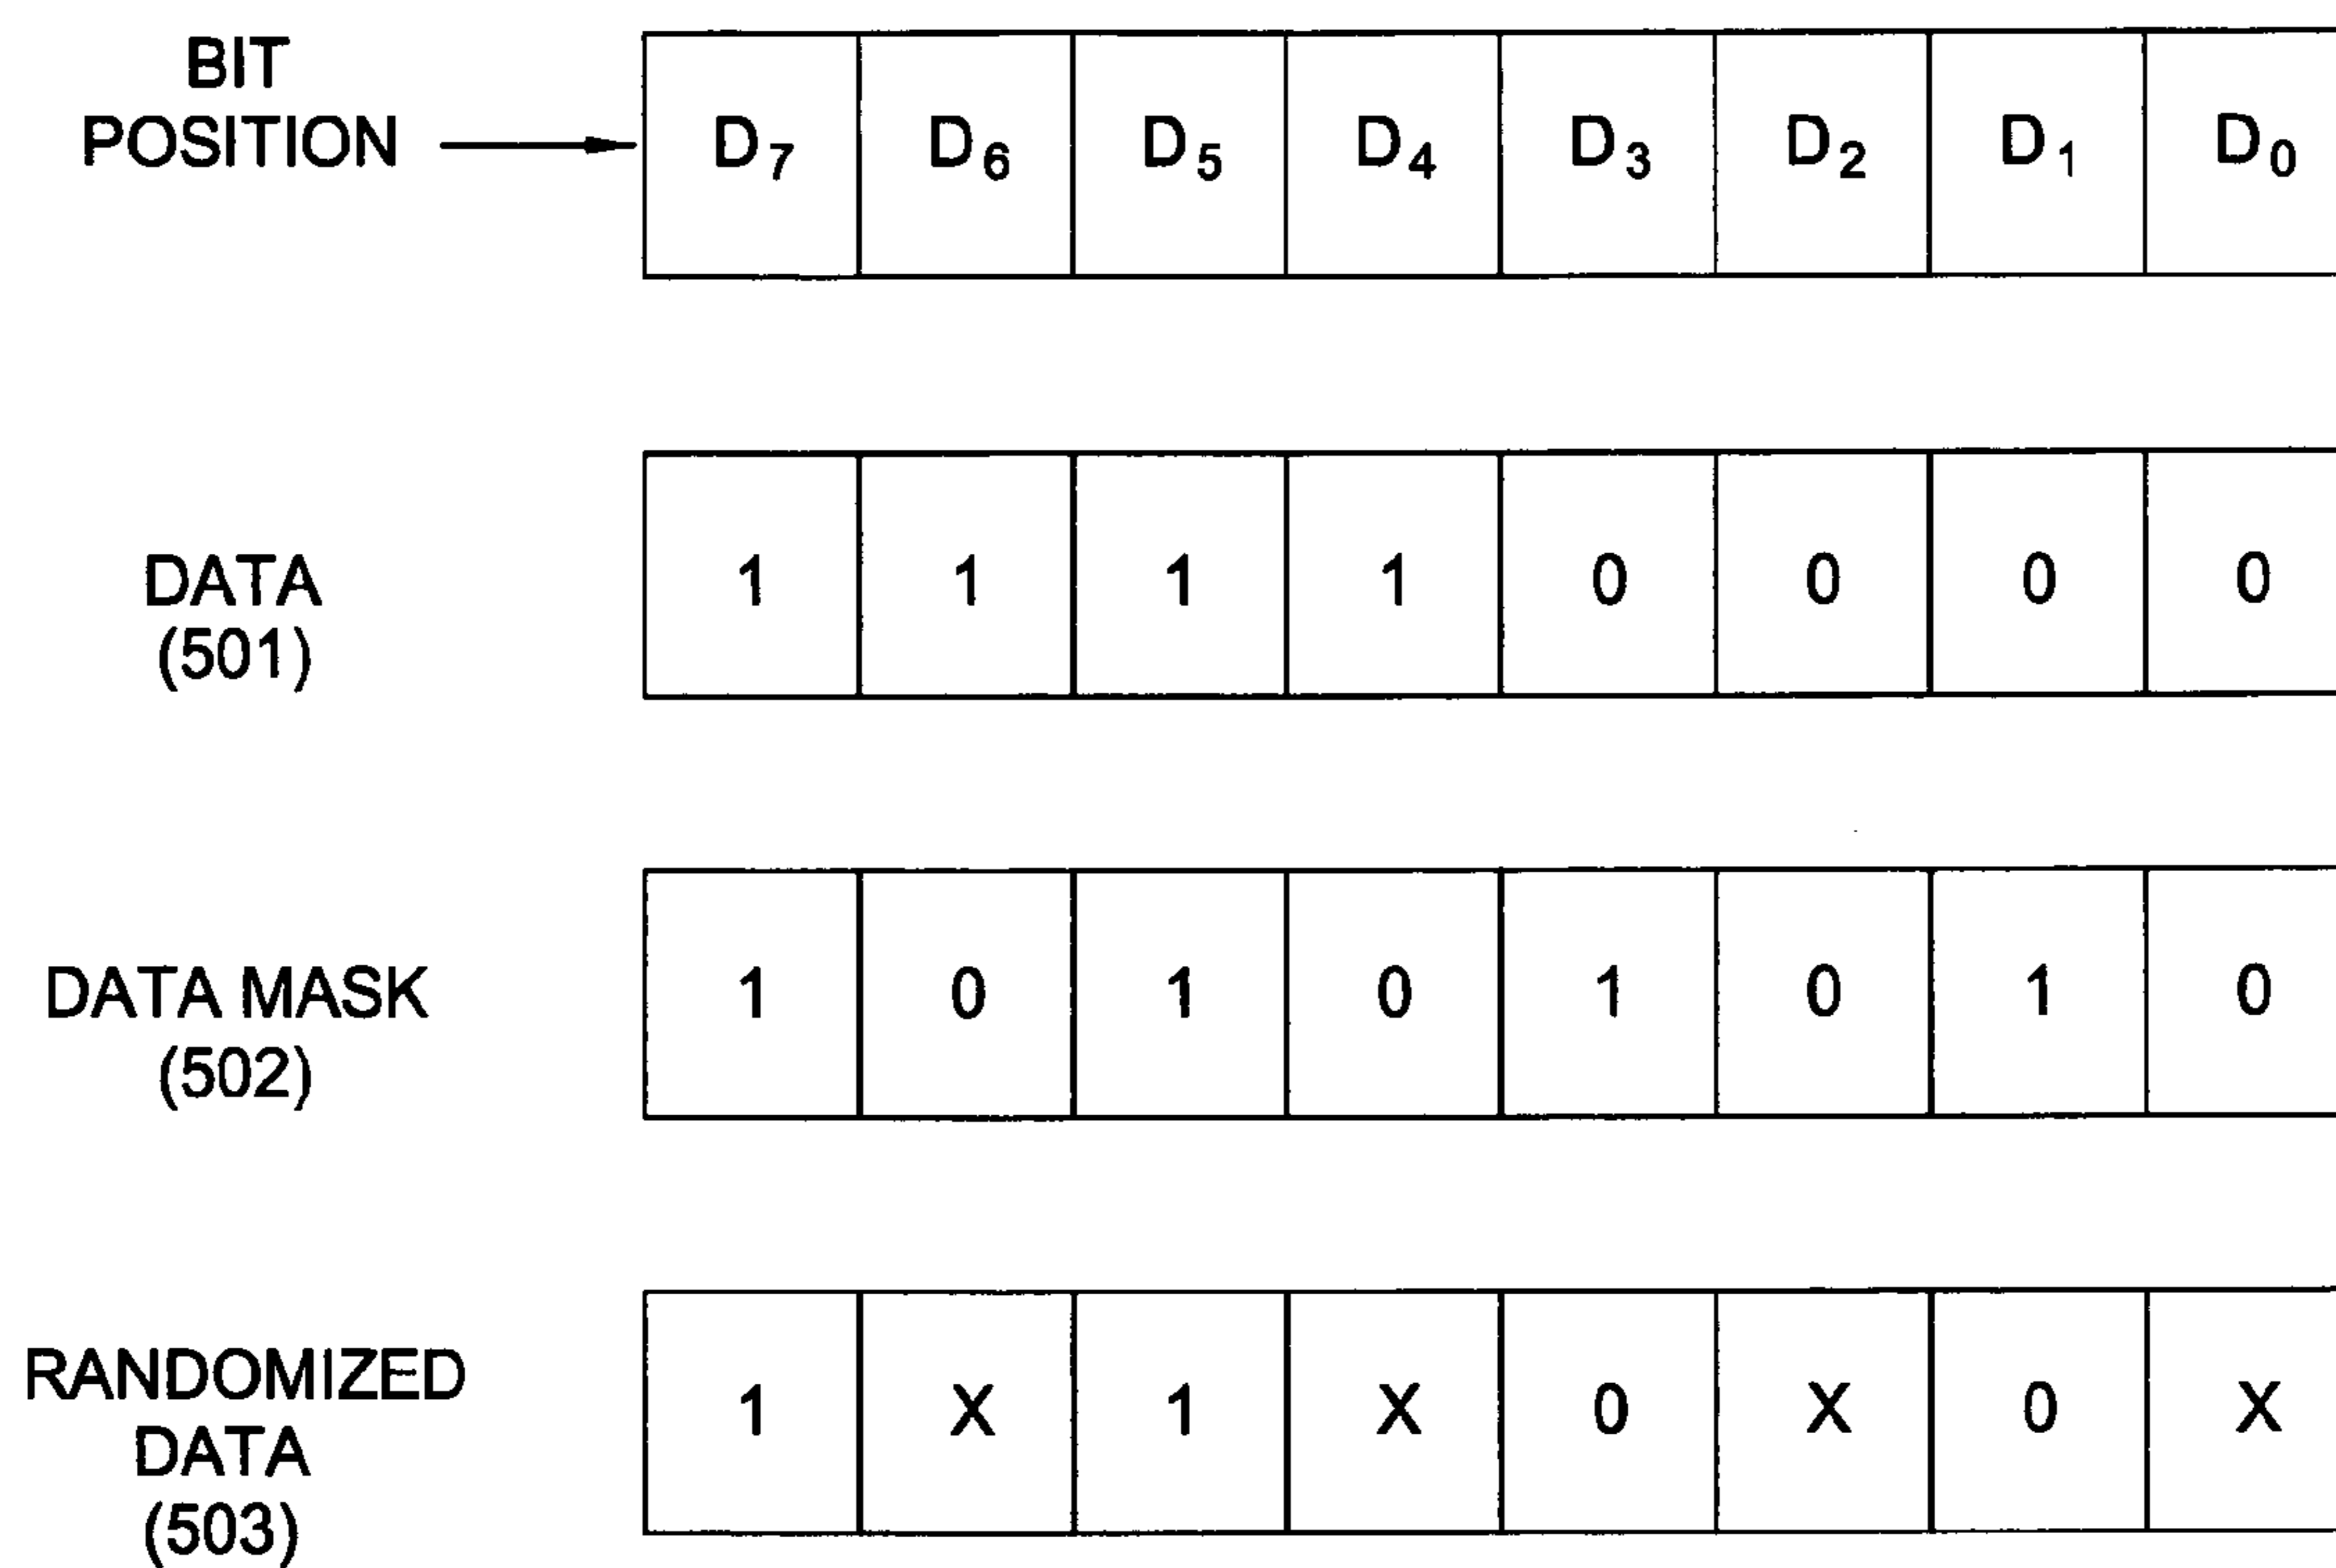 BIT
POSITION
D7 D6 D5 D4 D3 D2 D1 D0
DATA
(501)
1 1 1 1 0 0 0 0
DATA MASK
(502)
1 0 1 0 1 0 1 0
RANDOMIZED
DATA
(503)
1 X 1 X 0 X 0 X